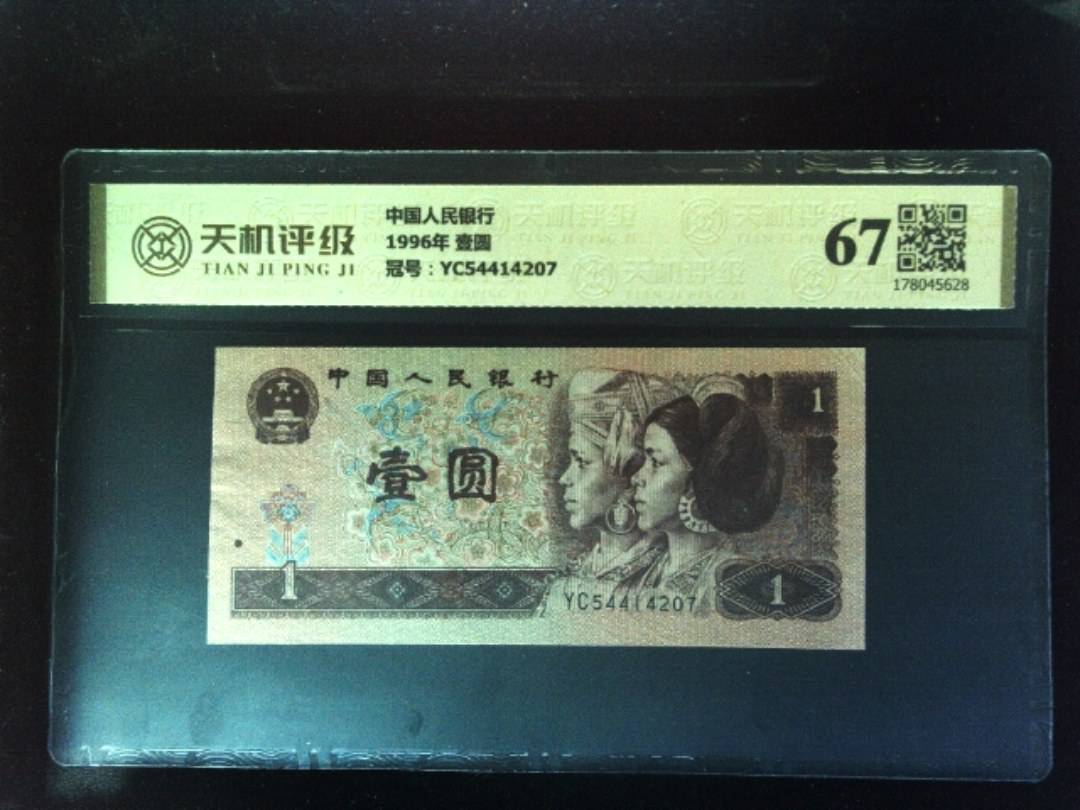 天机评级
TIAN JI PING JI
中国人民银行
1996年 壹圆
冠号：YC54414207
67
178045628
中国人民银行
1
壹圆
1
YC54414207
1